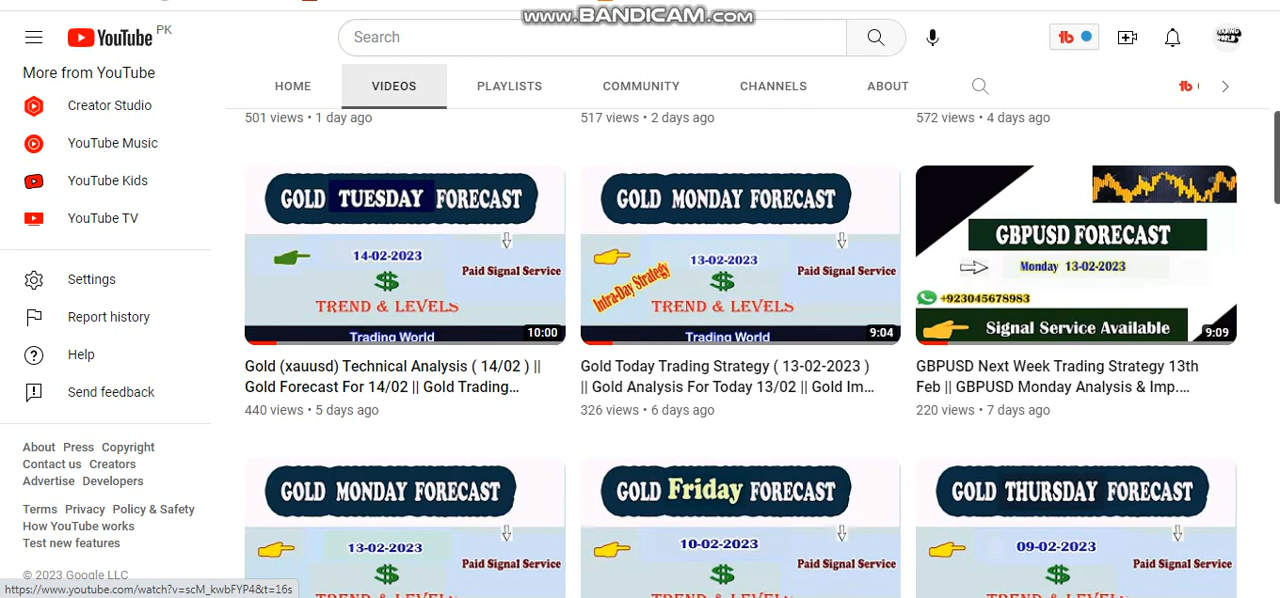 www.BANDICAM.com
YouTube PK
Search
More from YouTube
Creator Studio
YouTube Music
YouTube Kids
YouTube TV
Settings
Report history
Help
Send feedback
About Press Copyright
Contact us Creators
Advertise Developers
Terms Privacy Policy & Safety
How YouTube works
Test new features
© 2023 Google LLC
https://www.youtube.com/watch?v=scM_kwbFYP4&t=16s
HOME VIDEOS PLAYLISTS COMMUNITY CHANNELS ABOUT
501 views • 1 day ago
517 views • 2 days ago
572 views • 4 days ago
GOLD TUESDAY FORECAST
14-02-2023
Paid Signal Service
$
TREND & LEVELS
Trading World
10:00
Gold (xauusd) Technical Analysis ( 14/02 ) ||
Gold Forecast For 14/02 || Gold Trading...
440 views • 5 days ago
GOLD MONDAY FORECAST
13-02-2023
Paid Signal Service
Intra-Day Strategy
$
TREND & LEVELS
Trading World
9:04
Gold Today Trading Strategy ( 13-02-2023 )
|| Gold Analysis For Today 13/02 || Gold Im...
326 views • 6 days ago
GBPUSD FORECAST
Monday 13-02-2023
+923045678983
Signal Service Available
9:09
GBPUSD Next Week Trading Strategy 13th
Feb || GBPUSD Monday Analysis & Imp....
220 views • 7 days ago
GOLD MONDAY FORECAST
13-02-2023
Paid Signal Service
$
TREND & LEVELS
GOLD Friday FORECAST
10-02-2023
Paid Signal Service
$
TREND & LEVELS
GOLD THURSDAY FORECAST
09-02-2023
Paid Signal Service
$
TREND & LEVELS